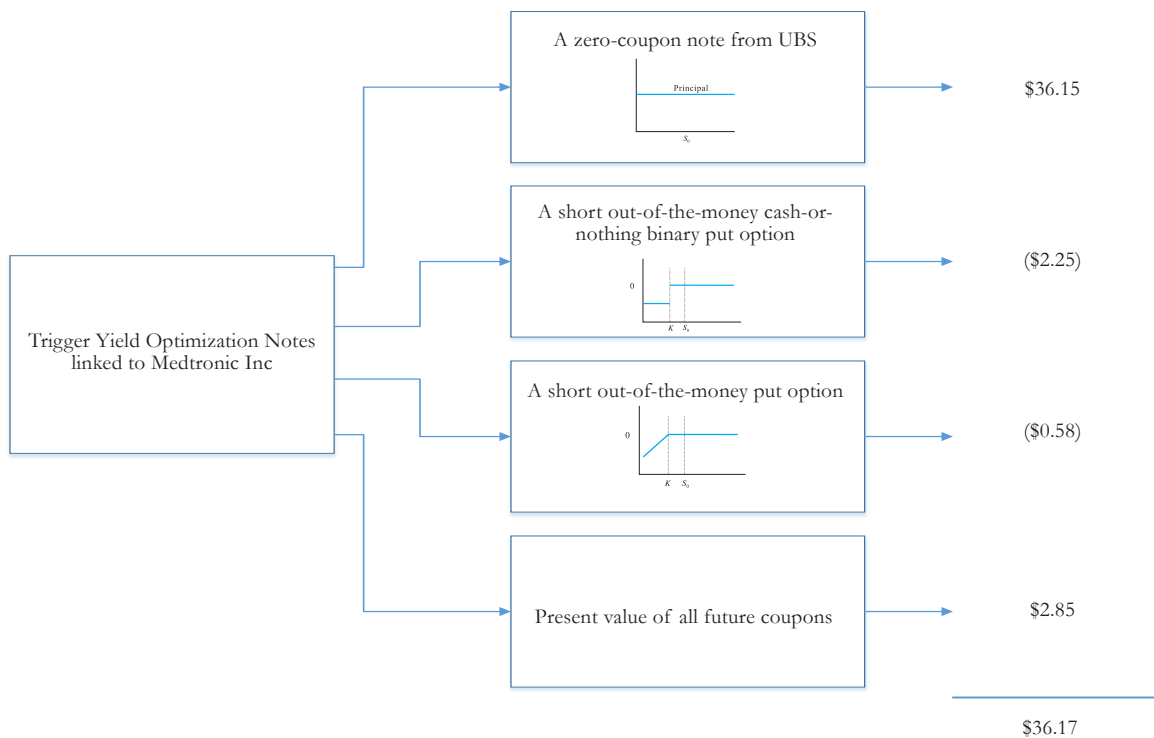 A zero-coupon note from UBS
Principal
S₀
$36.15
A short out-of-the-money cash-or-
nothing binary put option
0
K S₀
($2.25)
Trigger Yield Optimization Notes
linked to Medtronic Inc
A short out-of-the-money put option
0
K S₀
($0.58)
Present value of all future coupons
$2.85
$36.17